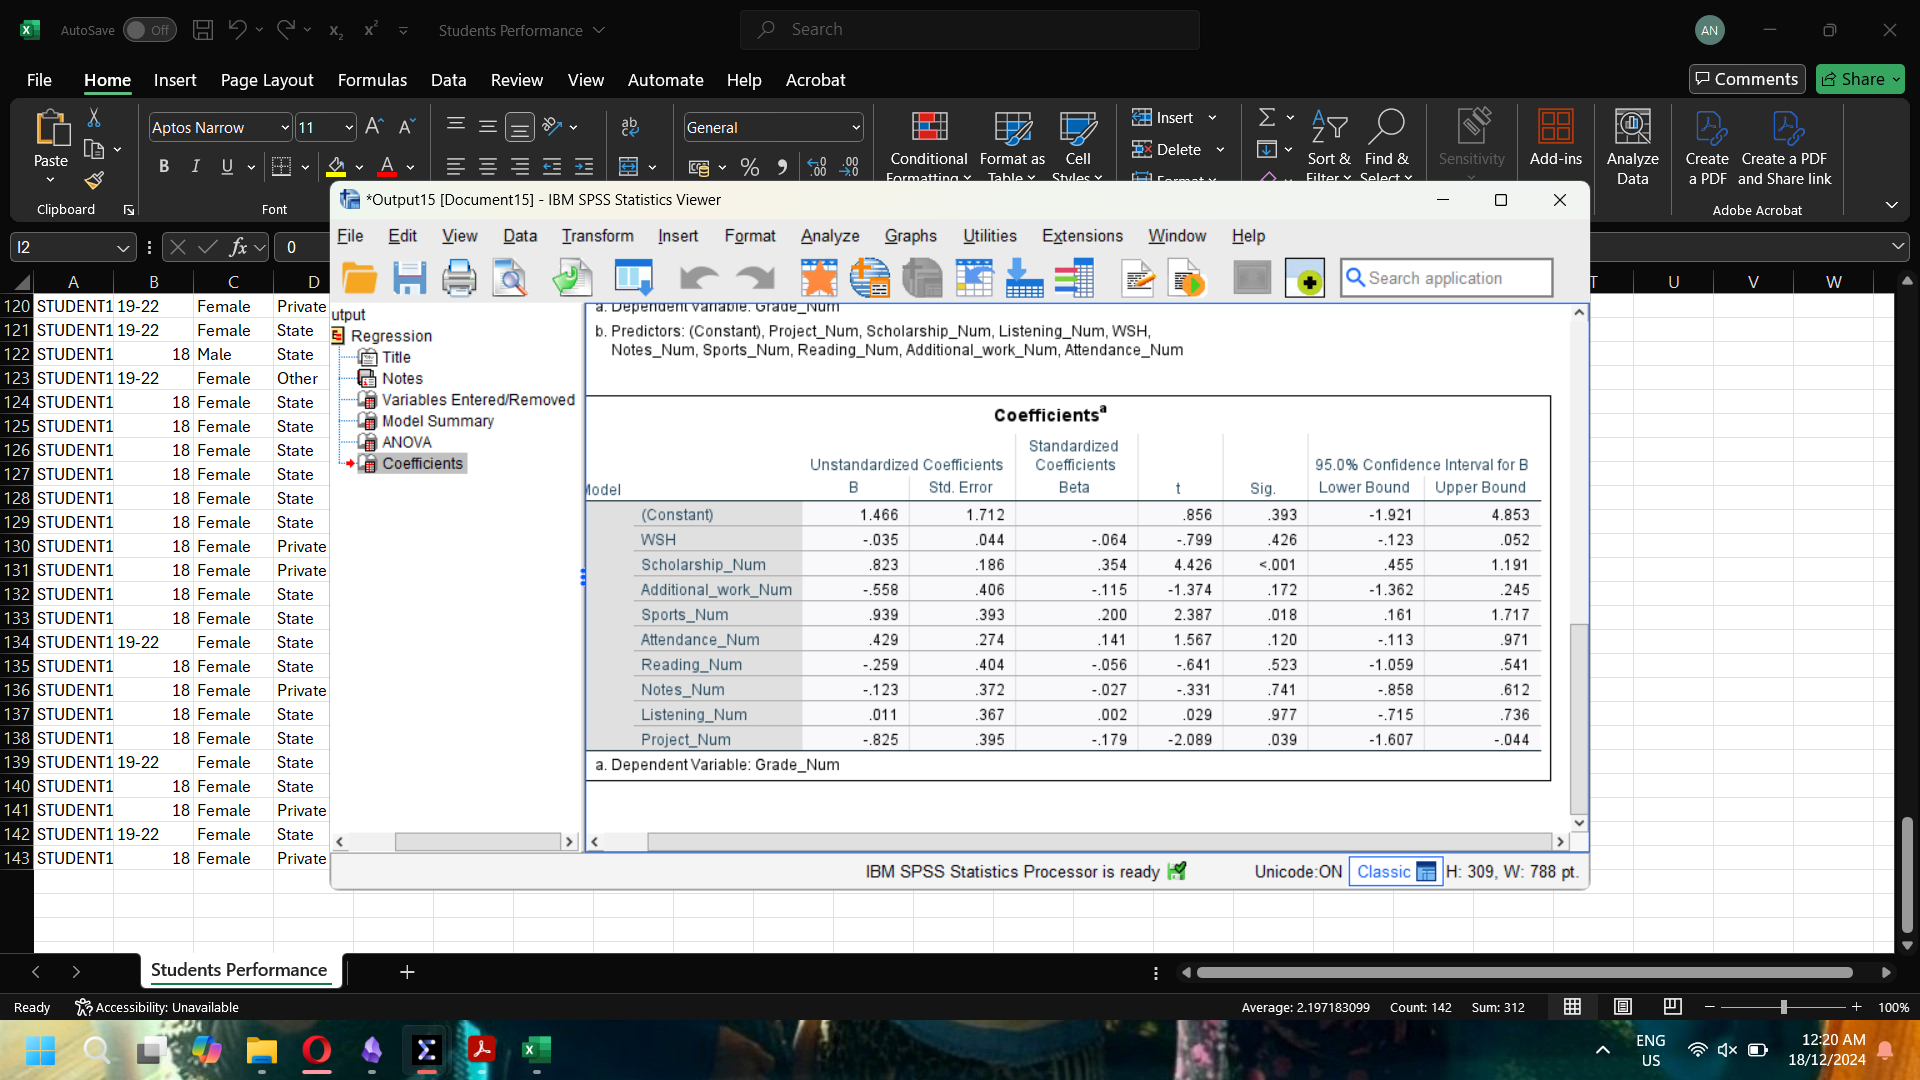 AutoSave Off Students Performance Search AN
File Home Insert Page Layout Formulas Data Review View Automate Help Acrobat Comments Share
Paste Aptos Narrow 11 General Conditional Formatting Format as Table Cell Styles Insert Delete Format Sort & Filter Find & Select Sensitivity Add-ins Analyze Data Create a PDF Create a PDF and Share link
Clipboard Font Adobe Acrobat
I2 fx 0
*Output15 [Document15] - IBM SPSS Statistics Viewer
File Edit View Data Transform Insert Format Analyze Graphs Utilities Extensions Window Help
Search application
A B C D T U V W
120 STUDENT1 19-22 Female Private
121 STUDENT1 19-22 Female State
122 STUDENT1 18 Male State
123 STUDENT1 19-22 Female Other
124 STUDENT1 18 Female State
125 STUDENT1 18 Female State
126 STUDENT1 18 Female State
127 STUDENT1 18 Female State
128 STUDENT1 18 Female State
129 STUDENT1 18 Female State
130 STUDENT1 18 Female Private
131 STUDENT1 18 Female Private
132 STUDENT1 18 Female State
133 STUDENT1 18 Female State
134 STUDENT1 19-22 Female State
135 STUDENT1 18 Female State
136 STUDENT1 18 Female Private
137 STUDENT1 18 Female State
138 STUDENT1 18 Female State
139 STUDENT1 19-22 Female State
140 STUDENT1 18 Female State
141 STUDENT1 18 Female Private
142 STUDENT1 19-22 Female State
143 STUDENT1 18 Female Private
utput
Regression
Title
Notes
Variables Entered/Removed
Model Summary
ANOVA
Coefficients
a. Dependent Variable: Grade_Num
b. Predictors: (Constant), Project_Num, Scholarship_Num, Listening_Num, WSH,
Notes_Num, Sports_Num, Reading_Num, Additional_work_Num, Attendance_Num
Coefficientsa
Unstandardized Coefficients Standardized Coefficients 95.0% Confidence Interval for B
Model B Std. Error Beta t Sig. Lower Bound Upper Bound
(Constant) 1.466 1.712 .856 .393 -1.921 4.853
WSH -.035 .044 -.064 -.799 .426 -.123 .052
Scholarship_Num .823 .186 .354 4.426 <.001 .455 1.191
Additional_work_Num -.558 .406 -.115 -1.374 .172 -1.362 .245
Sports_Num .939 .393 .200 2.387 .018 .161 1.717
Attendance_Num .429 .274 .141 1.567 .120 -.113 .971
Reading_Num -.259 .404 -.056 -.641 .523 -1.059 .541
Notes_Num -.123 .372 -.027 -.331 .741 -.858 .612
Listening_Num .011 .367 .002 .029 .977 -.715 .736
Project_Num -.825 .395 -.179 -2.089 .039 -1.607 -.044
a. Dependent Variable: Grade_Num
IBM SPSS Statistics Processor is ready Unicode:ON Classic H: 309, W: 788 pt.
Students Performance
Ready Accessibility: Unavailable Average: 2.197183099 Count: 142 Sum: 312 100%
ENG US 12:20 AM 18/12/2024